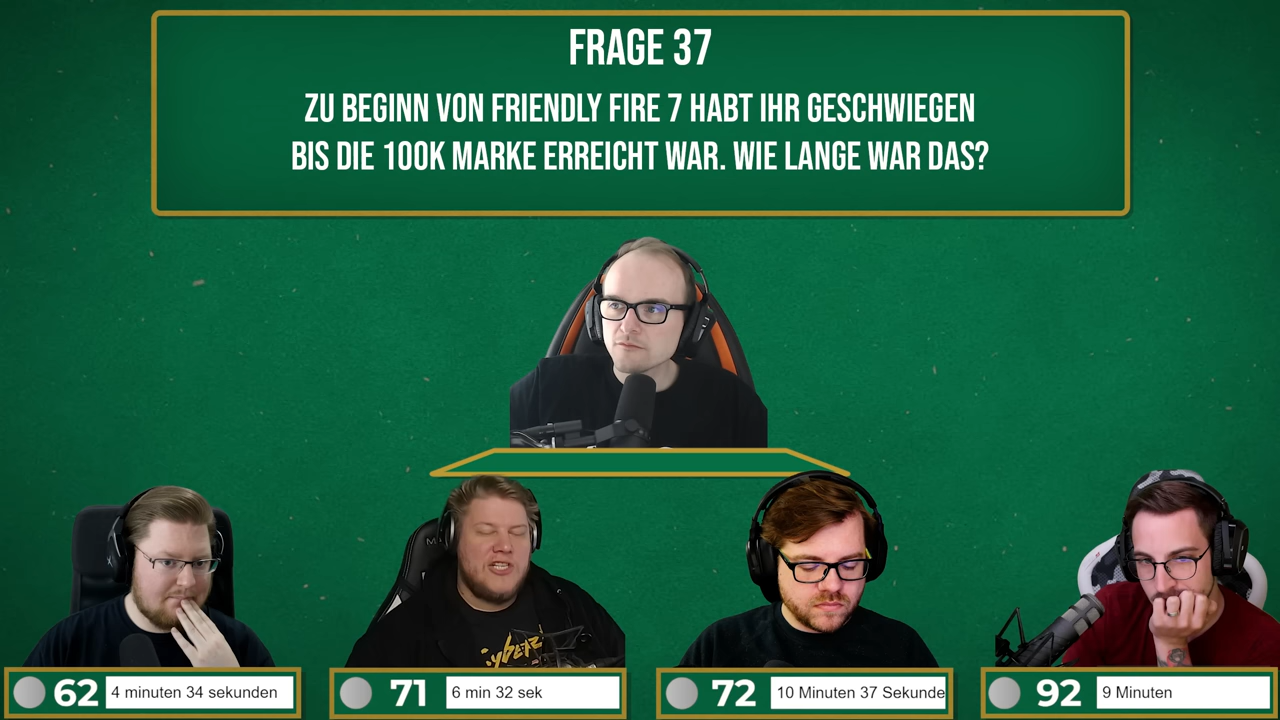 FRAGE 37
ZU BEGINN VON FRIENDLY FIRE 7 HABT IHR GESCHWIEGEN
BIS DIE 100K MARKE ERREICHT WAR. WIE LANGE WAR DAS?
62 4 minuten 34 sekunden
71 6 min 32 sek
72 10 Minuten 37 Sekunde
92 9 Minuten